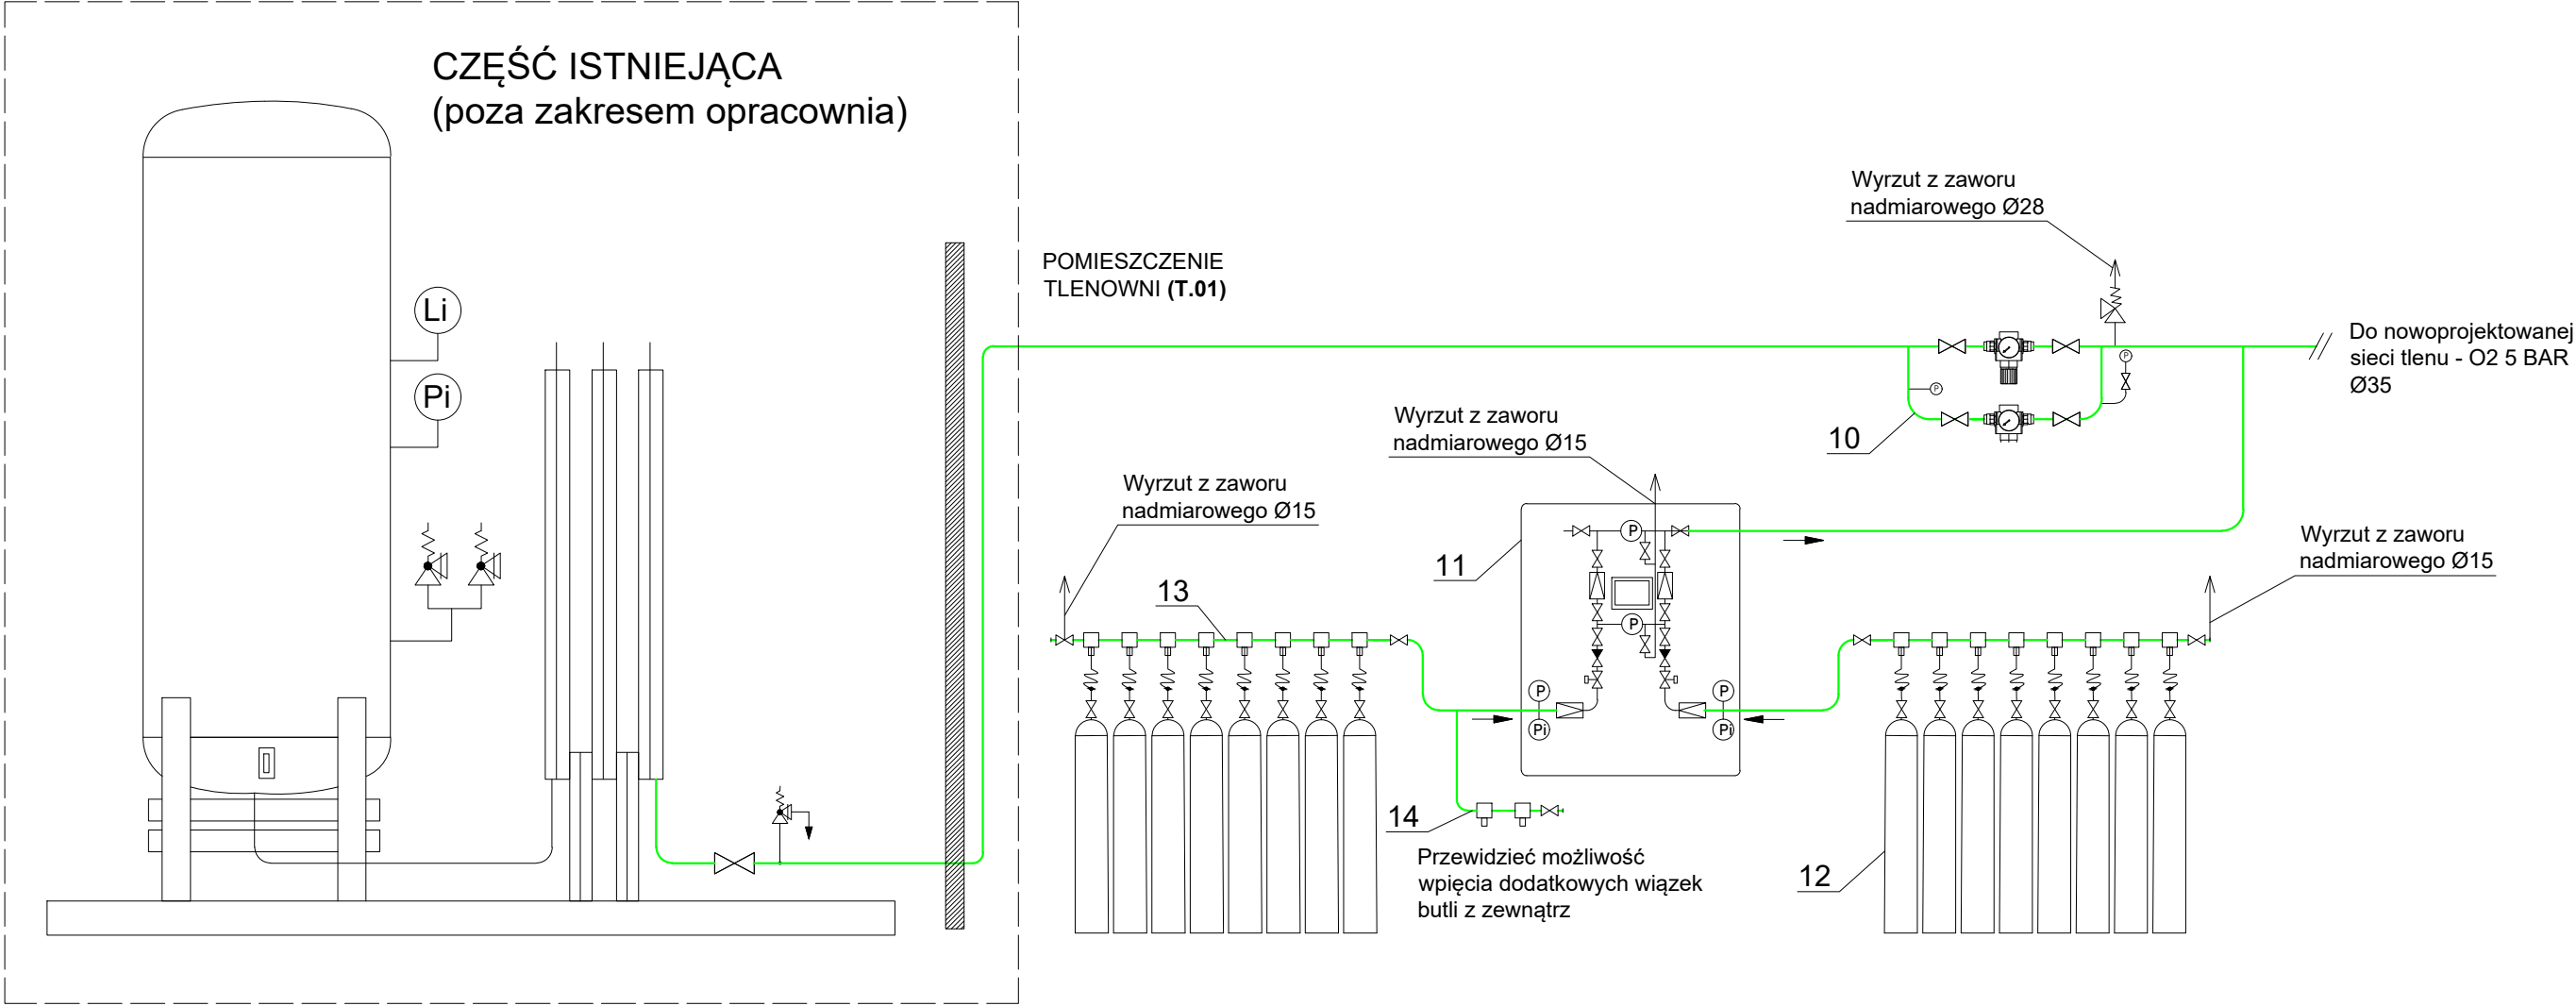 CZĘŚĆ ISTNIEJĄCA
(poza zakresem opracownia)
Li
Pi
POMIESZCZENIE
TLENOWNI (T.01)
Wyrzut z zaworu
nadmiarowego Ø28
Do nowoprojektowanej
sieci tlenu - O2 5 BAR
Ø35
P
P
10
Wyrzut z zaworu
nadmiarowego Ø15
Wyrzut z zaworu
nadmiarowego Ø15
Wyrzut z zaworu
nadmiarowego Ø15
11
P
P
P
Pi
P
Pi
13
14
Przewidzieć możliwość
wpięcia dodatkowych wiązek
butli z zewnątrz
12